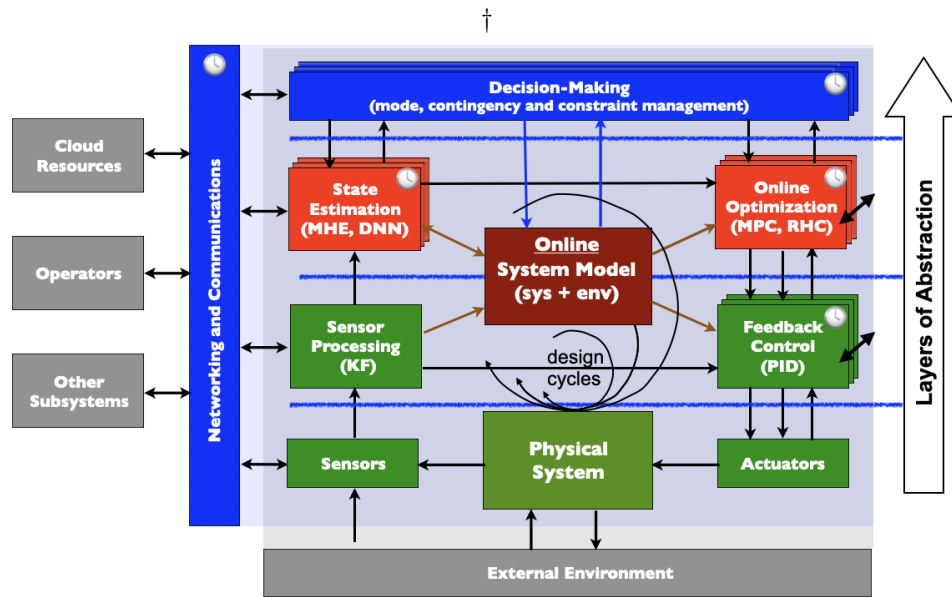 †
Decision-Making
(mode, contingency and constraint management)
Cloud
Resources
Operators
Other
Subsystems
Networking and Communications
State
Estimation
(MHE, DNN)
Online
Optimization
(MPC, RHC)
Online
System Model
(sys + env)
Sensor
Processing
(KF)
design
cycles
Feedback
Control
(PID)
Sensors
Physical
System
Actuators
External Environment
Layers of Abstraction